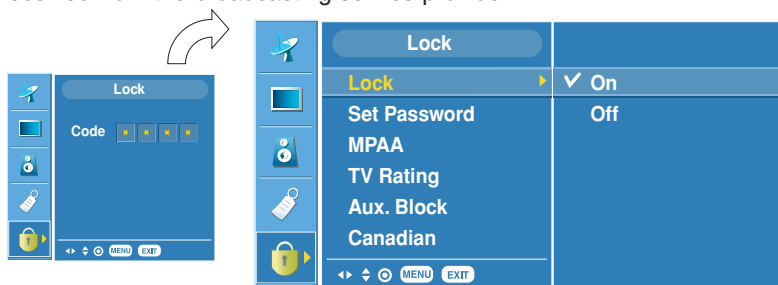 Lock
Code * * * *
MENU EXIT
Lock
Lock On
Set Password Off
MPAA
TV Rating
Aux. Block
Canadian
MENU EXIT